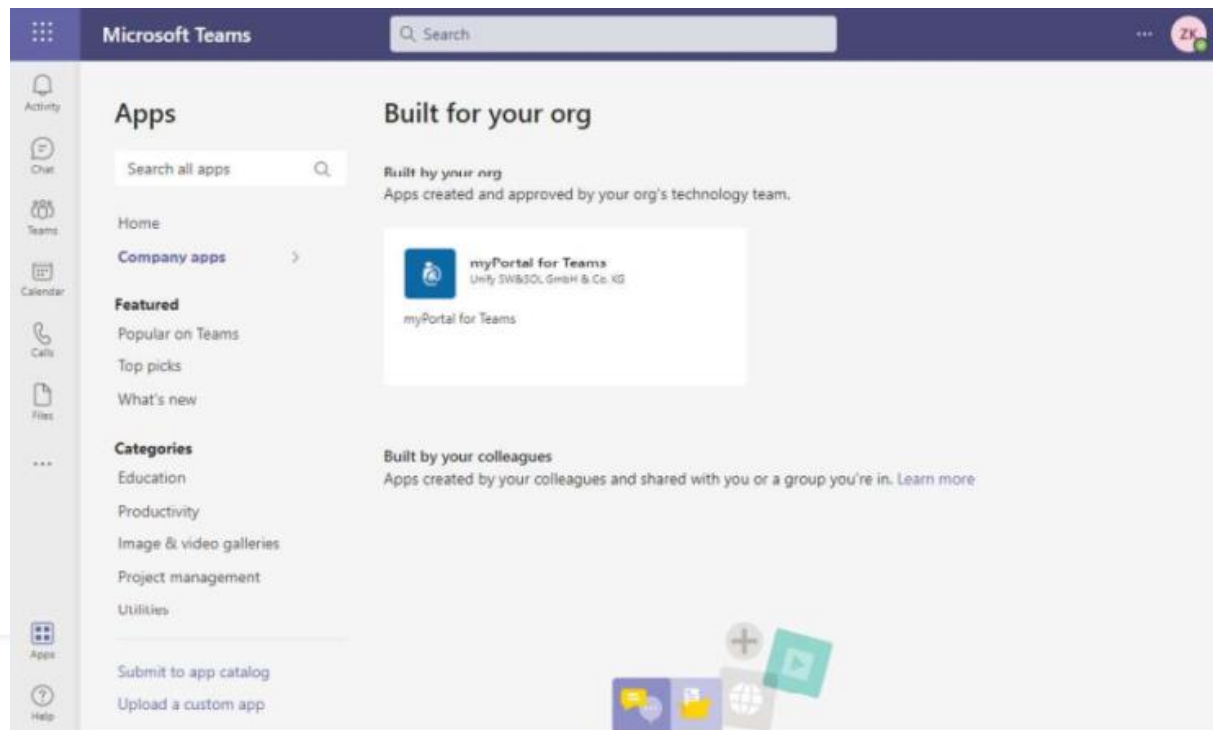 Microsoft Teams
Search
...
ZK
Activity
Chat
Teams
Calendar
Calls
Files
...
Apps
Help
Apps
Search all apps
Home
Company apps
Featured
Popular on Teams
Top picks
What's new
Categories
Education
Productivity
Image & video galleries
Project management
Utilities
Submit to app catalog
Upload a custom app
Built for your org
Built by your org
Apps created and approved by your org's technology team.
myPortal for Teams
Unify SW&SOL GmbH & Co. KG
myPortal for Teams
Built by your colleagues
Apps created by your colleagues and shared with you or a group you're in. Learn more